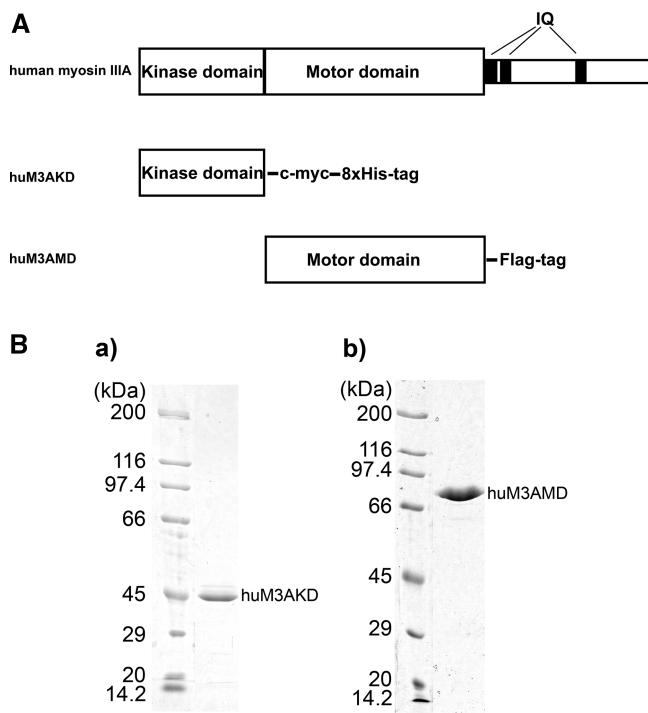 A
IQ
human myosin IIIA
Kinase domain
Motor domain
huM3AKD
Kinase domain
c-myc
8xHis-tag
huM3AMD
Motor domain
Flag-tag
B
a)
(kDa)
200
116
97.4
66
45
huM3AKD
29
20
14.2
b)
(kDa)
200
116
97.4
huM3AMD
66
45
29
20
14.2